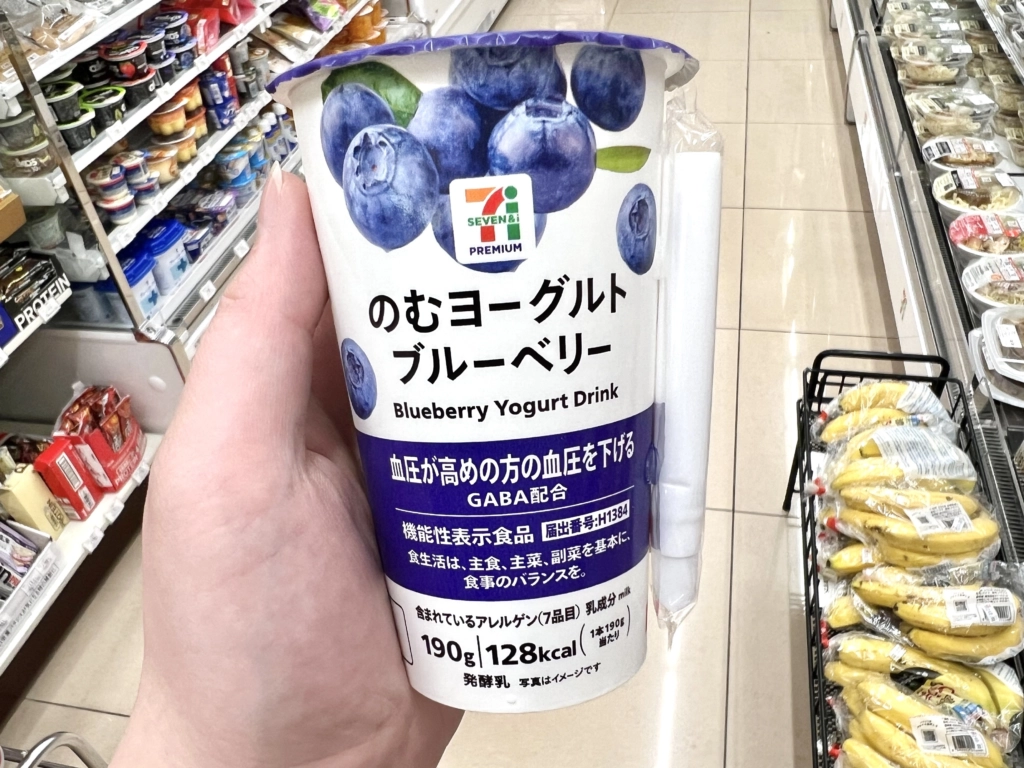 SEVEN&i
PREMIUM
のむヨーグルト
ブルーベリー
Blueberry Yogurt Drink
血圧が高めの方の血圧を下げる
GABA配合
機能性表示食品 届出番号:H1384
食生活は、主食、主菜、副菜を基本に、
食事のバランスを。
含まれているアレルゲン(7品目) 乳成分 milk
190g 128kcal (1本190g
当たり)
発酵乳 写真はイメージです
PROTEIN